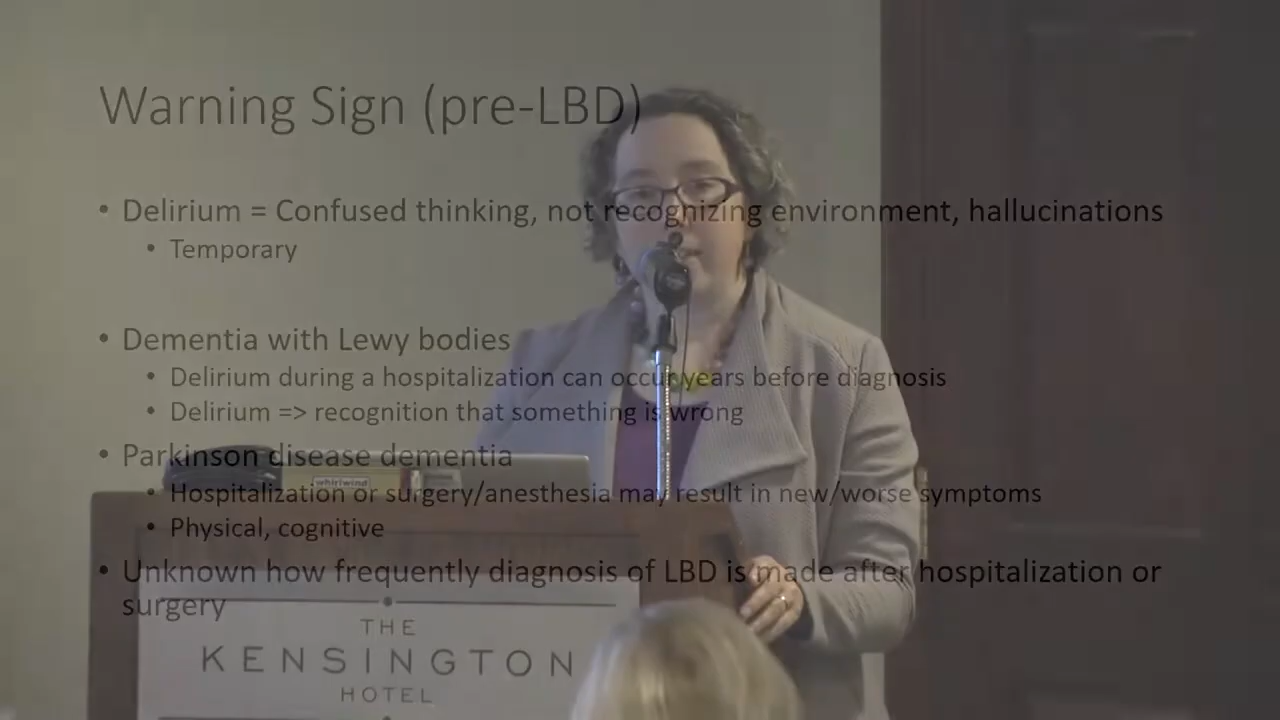 Warning Sign (pre-LBD)
• Delirium = Confused thinking, not recognizing environment, hallucinations
• Temporary
• Dementia with Lewy bodies
• Delirium during a hospitalization can occur years before diagnosis
• Delirium => recognition that something is wrong
• Parkinson disease dementia
whirlwind
• Hospitalization or surgery/anesthesia may result in new/worse symptoms
• Physical, cognitive
• Unknown how frequently diagnosis of LBD is made after hospitalization or
surgery
THE
KENSINGTON
HOTEL